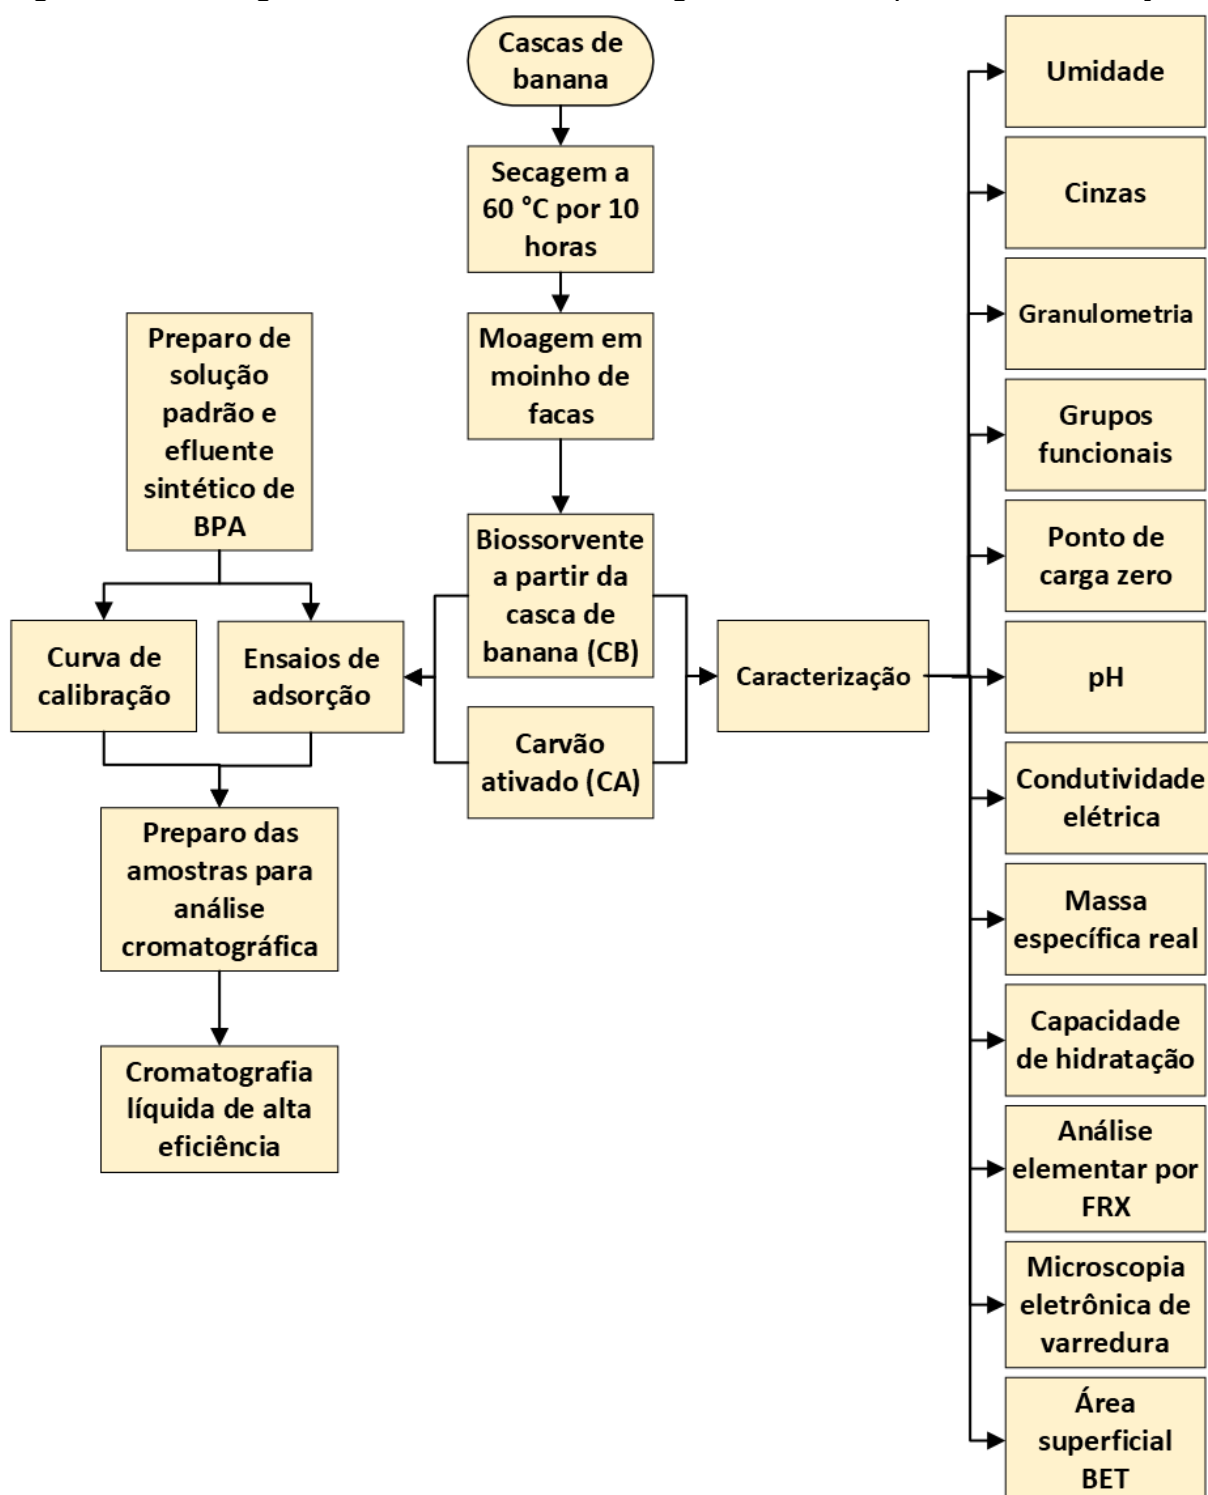 Cascas de
banana
Secagem a
60 °C por 10
horas
Moagem em
moinho de
facas
Biossorvente
a partir da
casca de
banana (CB)
Carvão
ativado (CA)
Preparo de
solução
padrão e
efluente
sintético de
BPA
Curva de
calibração
Ensaios de
adsorção
Preparo das
amostras para
análise
cromatográfica
Cromatografia
líquida de alta
eficiência
Caracterização
Umidade
Cinzas
Granulometria
Grupos
funcionais
Ponto de
carga zero
pH
Condutividade
elétrica
Massa
específica real
Capacidade
de hidratação
Análise
elementar por
FRX
Microscopia
eletrônica de
varredura
Área
superficial
BET